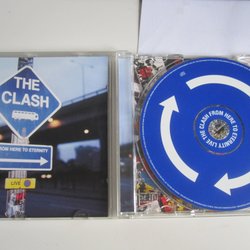 THE
CLASH
FROM HERE TO ETERNITY
LIVE
THE CLASH FROM HERE TO ETERNITY LIVE